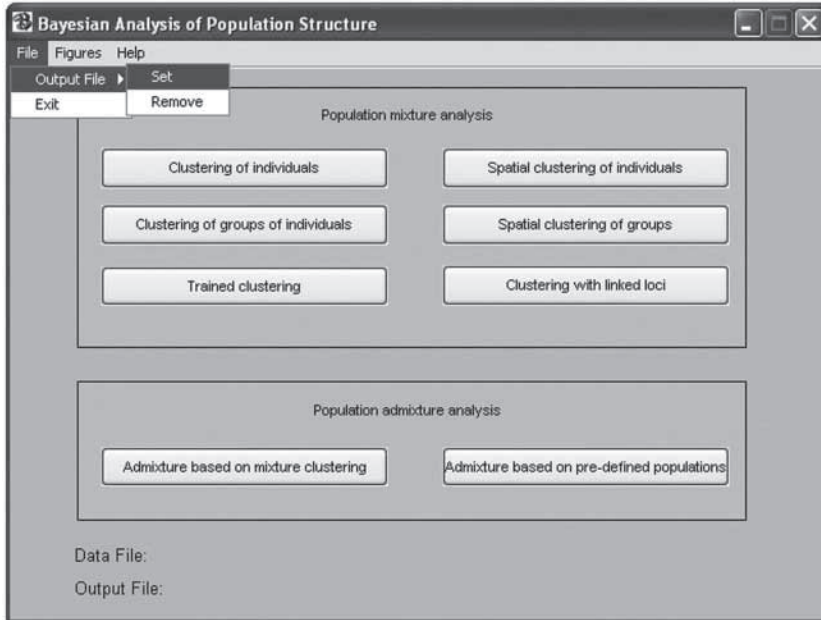 Bayesian Analysis of Population Structure
File Figures Help
Output File Set
Exit Remove
Population mixture analysis
Clustering of individuals Spatial clustering of individuals
Clustering of groups of individuals Spatial clustering of groups
Trained clustering Clustering with linked loci
Population admixture analysis
Admixture based on mixture clustering Admixture based on pre-defined populations
Data File:
Output File: